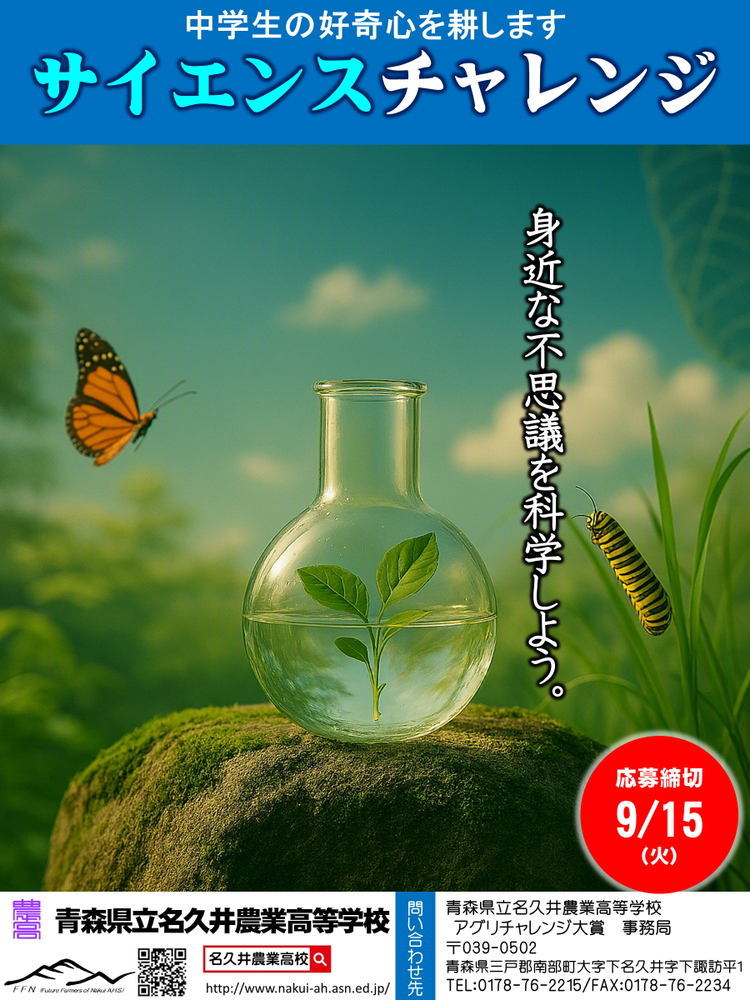 中学生の好奇心を耕します
サイエンスチャレンジ
身近な不思議を科学しよう。
応募締切
9/15
(火)
青森県立名久井農業高等学校
名久井農業高校
FFN (Future Farmers of Nakui A.H.S.)
http://www.nakui-ah.asn.ed.jp/
問い合わせ先
青森県立名久井農業高等学校
アグリチャレンジ大賞 事務局
〒039-0502
青森県三戸郡南部町大字下名久井字下諏訪平1
TEL:0178-76-2215/FAX:0178-76-2234